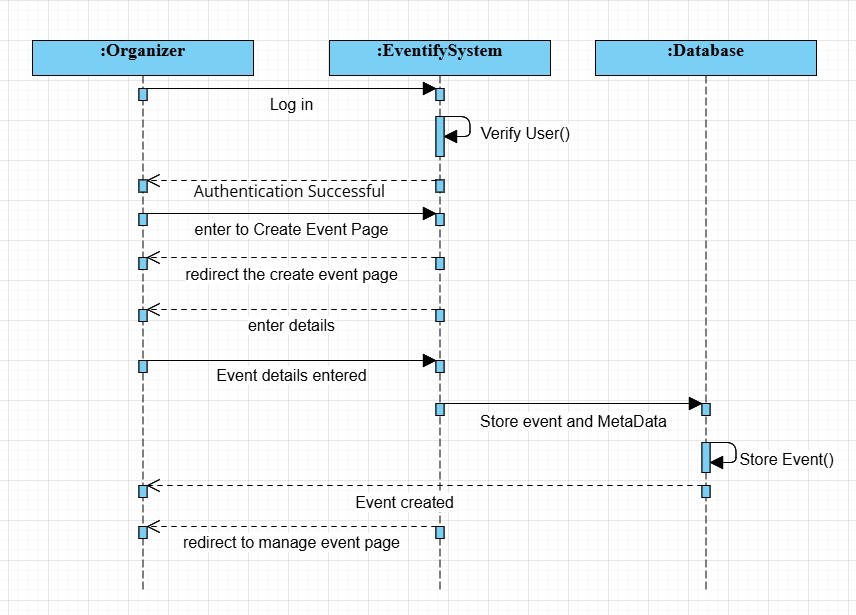 :Organizer
:EventifySystem
:Database
Log in
Verify User()
Authentication Successful
enter to Create Event Page
redirect the create event page
enter details
Event details entered
Store event and MetaData
Store Event()
Event created
redirect to manage event page